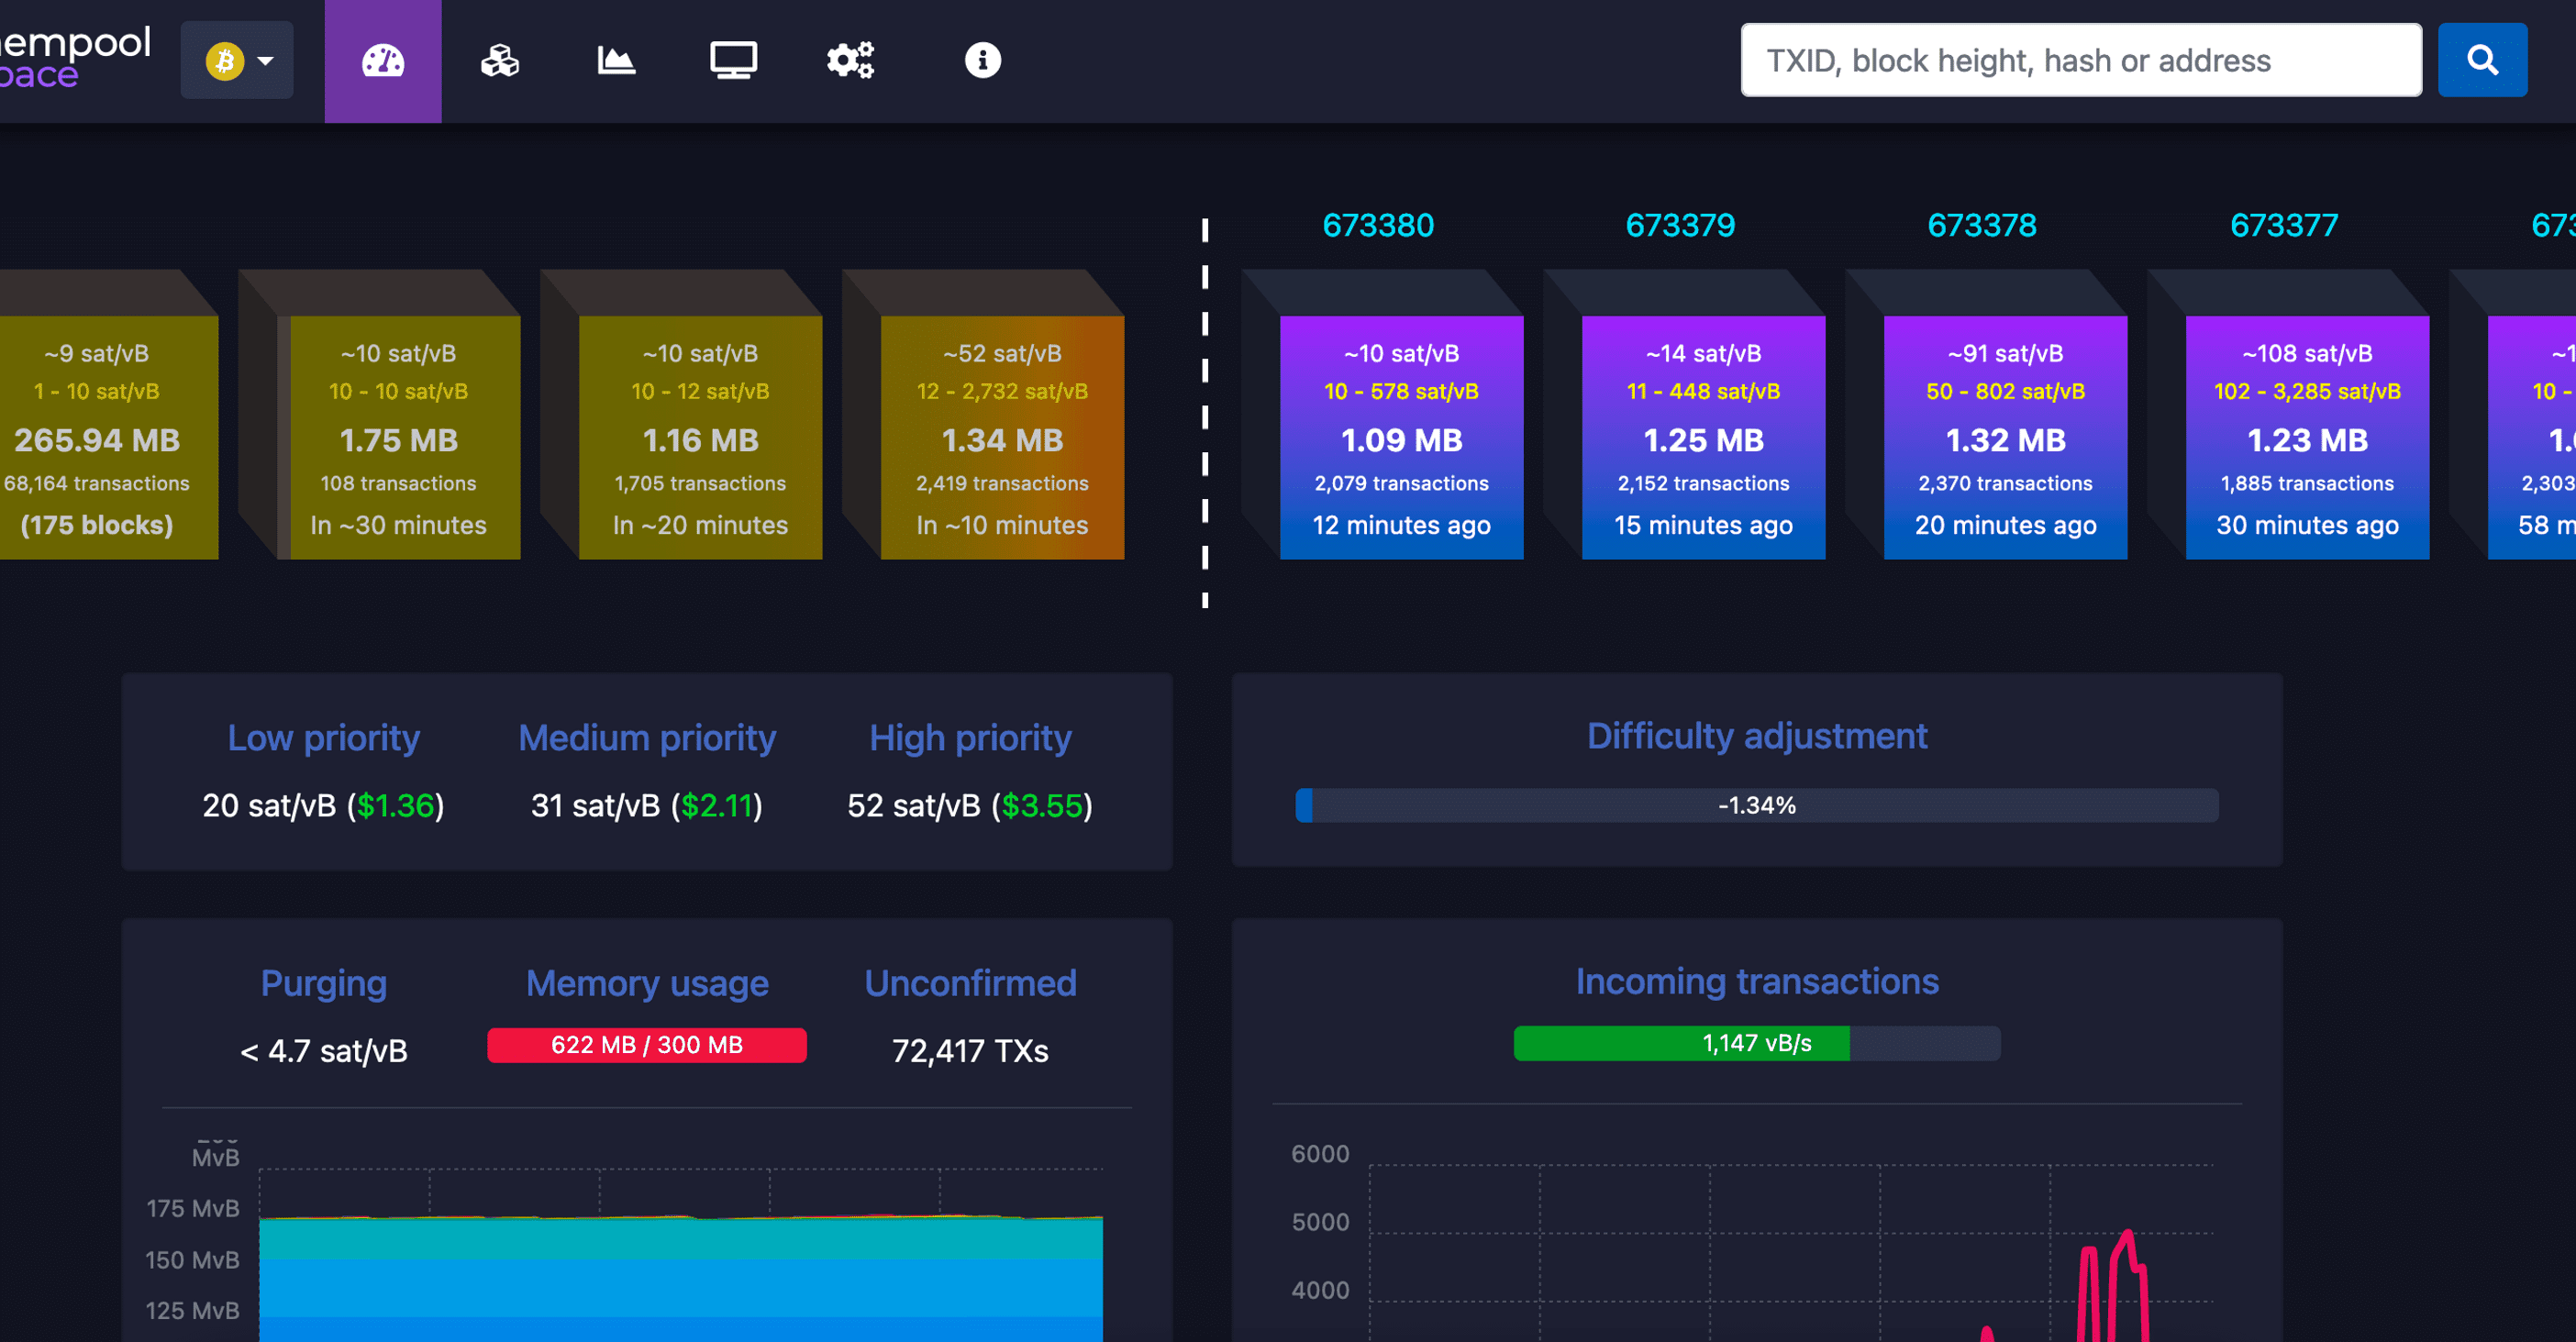 empool
pace
TXID, block height, hash or address
673380
673379
673378
673377
673
~9 sat/vB
1 - 10 sat/vB
265.94 MB
68,164 transactions
(175 blocks)
~10 sat/vB
10 - 10 sat/vB
1.75 MB
108 transactions
In ~30 minutes
~10 sat/vB
10 - 12 sat/vB
1.16 MB
1,705 transactions
In ~20 minutes
~52 sat/vB
12 - 2,732 sat/vB
1.34 MB
2,419 transactions
In ~10 minutes
~10 sat/vB
10 - 578 sat/vB
1.09 MB
2,079 transactions
12 minutes ago
~14 sat/vB
11 - 448 sat/vB
1.25 MB
2,152 transactions
15 minutes ago
~91 sat/vB
50 - 802 sat/vB
1.32 MB
2,370 transactions
20 minutes ago
~108 sat/vB
102 - 3,285 sat/vB
1.23 MB
1,885 transactions
30 minutes ago
~1
10 -
1.
2,303
58 m
Low priority
20 sat/vB ($1.36)
Medium priority
31 sat/vB ($2.11)
High priority
52 sat/vB ($3.55)
Difficulty adjustment
-1.34%
Purging
< 4.7 sat/vB
Memory usage
622 MB / 300 MB
Unconfirmed
72,417 TXs
Incoming transactions
1,147 vB/s
MvB
175 MvB
150 MvB
125 MvB
6000
5000
4000